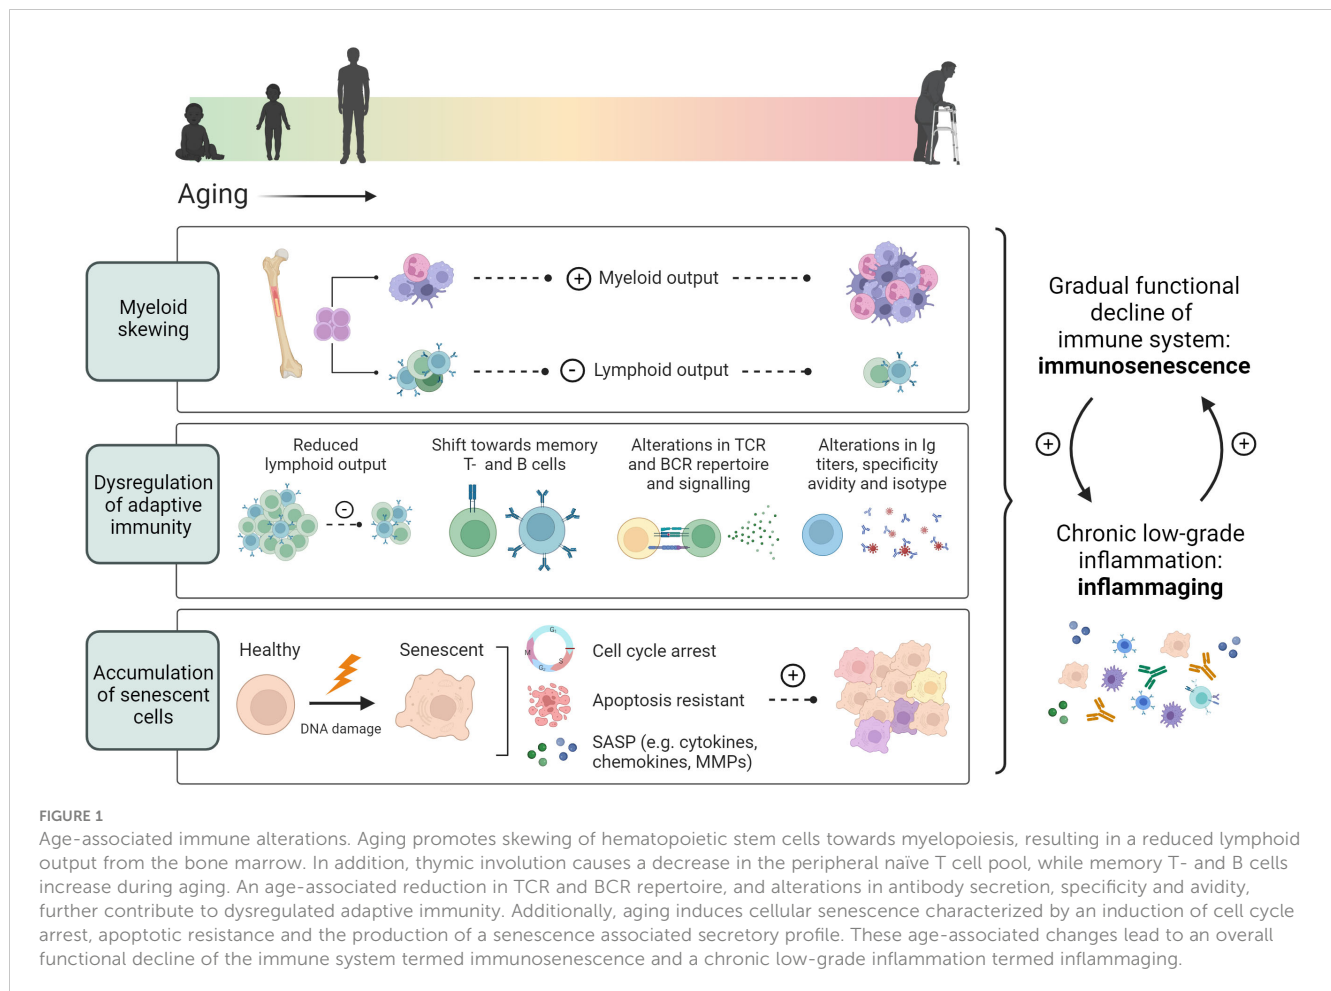 Aging
Myeloid
skewing
+ Myeloid output
- Lymphoid output
Dysregulation
of adaptive
immunity
Reduced
lymphoid output
-
Shift towards memory
T- and B cells
Alterations in TCR
and BCR repertoire
and signalling
Alterations in Ig
titers, specificity
avidity and isotype
Accumulation
of senescent
cells
Healthy
DNA damage
Senescent
G₁
M
S
G₂
Cell cycle arrest
Apoptosis resistant
SASP (e.g. cytokines,
chemokines, MMPs)
+
Gradual functional
decline of
immune system:
immunosenescence
+
+
Chronic low-grade
inflammation:
inflammaging
FIGURE 1
Age-associated immune alterations. Aging promotes skewing of hematopoietic stem cells towards myelopoiesis, resulting in a reduced lymphoid
output from the bone marrow. In addition, thymic involution causes a decrease in the peripheral naïve T cell pool, while memory T- and B cells
increase during aging. An age-associated reduction in TCR and BCR repertoire, and alterations in antibody secretion, specificity and avidity,
further contribute to dysregulated adaptive immunity. Additionally, aging induces cellular senescence characterized by an induction of cell cycle
arrest, apoptotic resistance and the production of a senescence associated secretory profile. These age-associated changes lead to an overall
functional decline of the immune system termed immunosenescence and a chronic low-grade inflammation termed inflammaging.